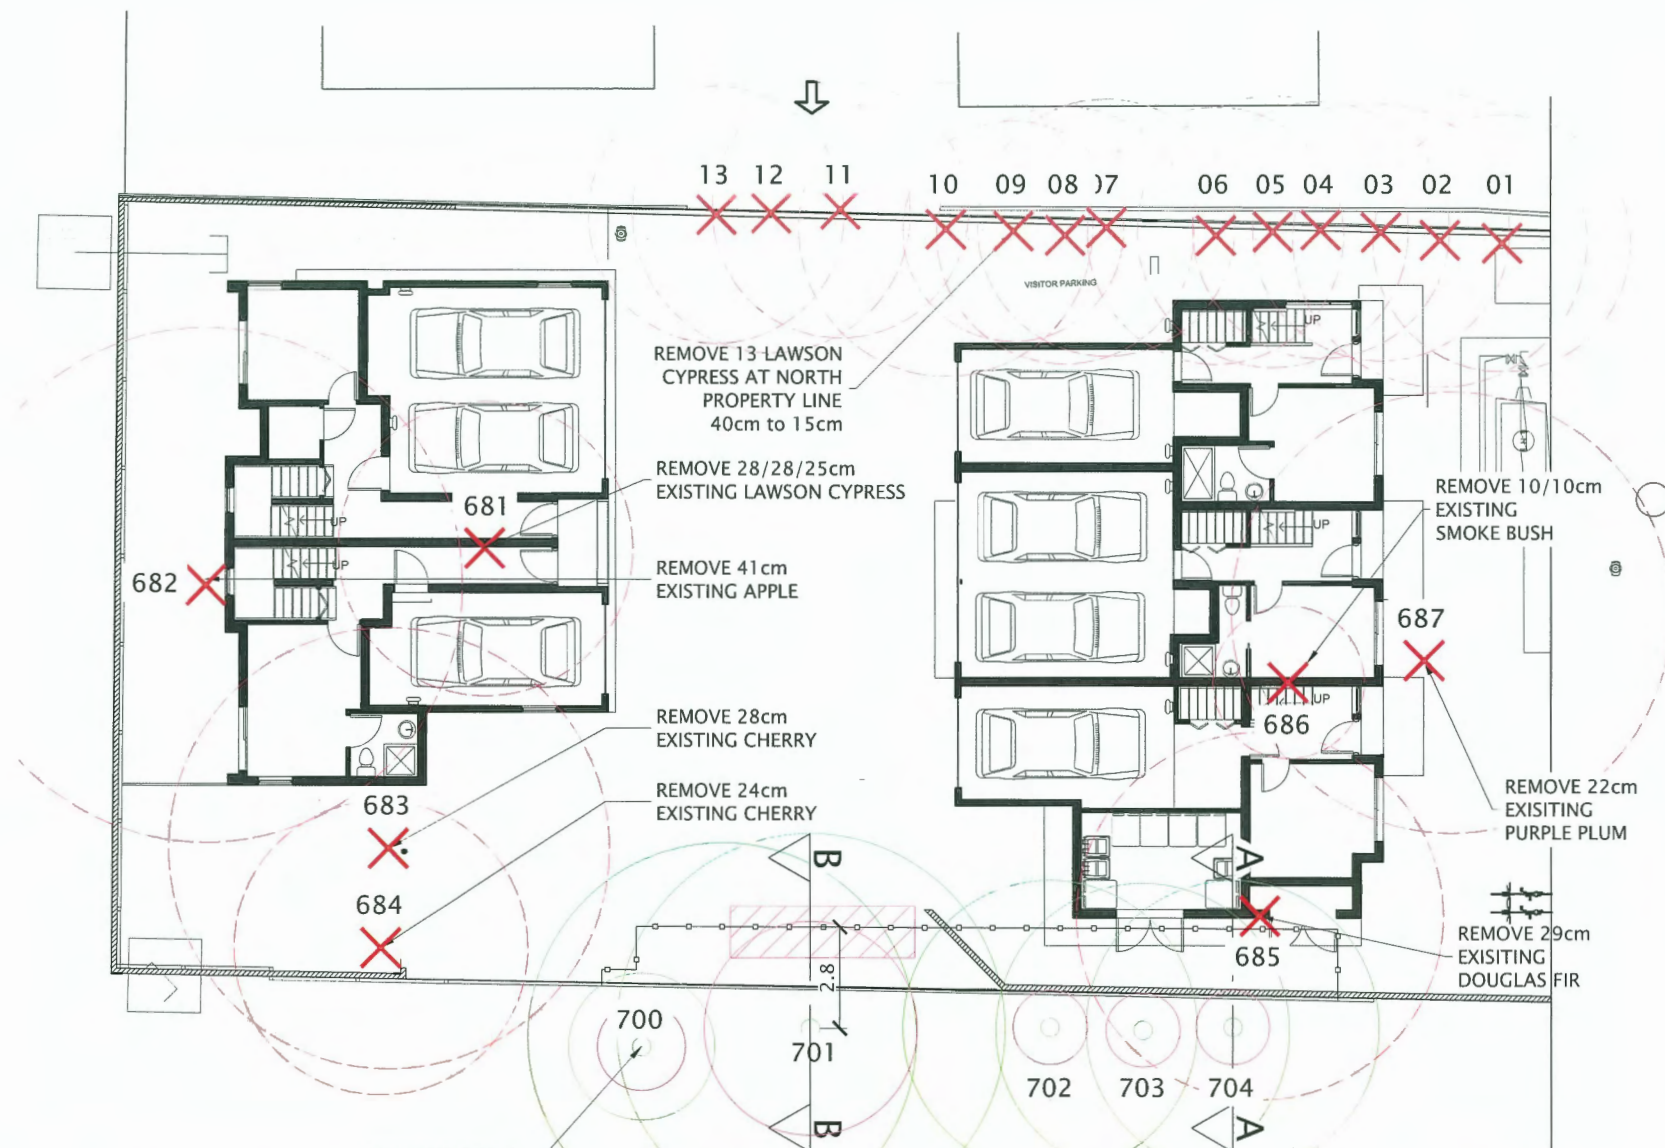 13 12 11 10 09 08 07 06 05 04 03 02 01
VISITOR PARKING
UP
REMOVE 13 LAWSON
CYPRESS AT NORTH
PROPERTY LINE
40cm to 15cm
REMOVE 28/28/25cm
EXISTING LAWSON CYPRESS
681
REMOVE 10/10cm
EXISTING
SMOKE BUSH
UP
UP
UP
682
REMOVE 41cm
EXISTING APPLE
687
UP
686
REMOVE 28cm
EXISTING CHERRY
683
REMOVE 24cm
EXISTING CHERRY
REMOVE 22cm
EXISITING
PURPLE PLUM
B
A
684
REMOVE 29cm
EXISITING
DOUGLAS FIR
685
2.8
700
701
702 703 704
B
A